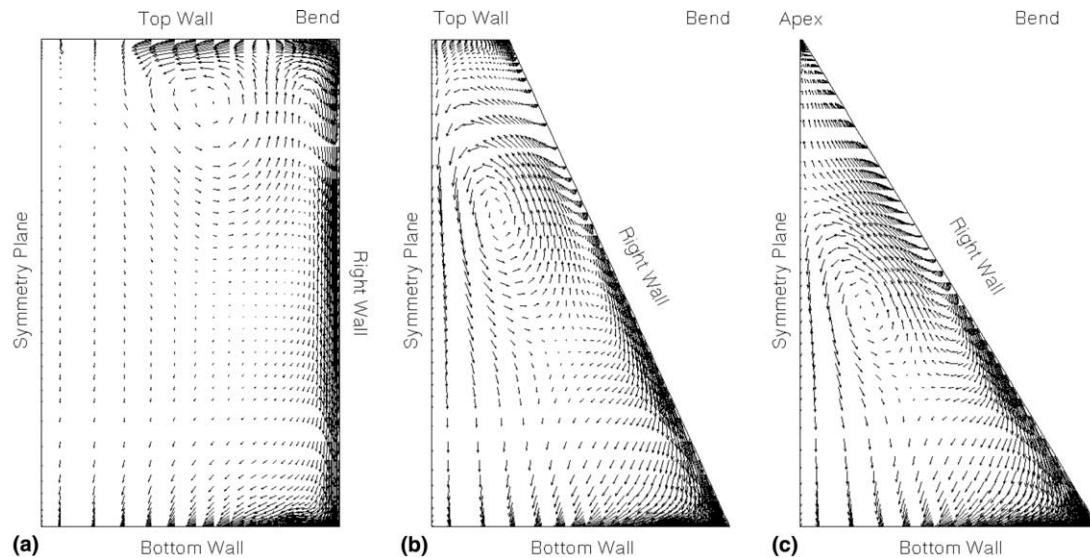 Top Wall Bend
Symmetry Plane
Right Wall
(a) Bottom Wall
Top Wall Bend
Symmetry Plane
Right Wall
(b) Bottom Wall
Apex Bend
Symmetry Plane
Right Wall
(c) Bottom Wall